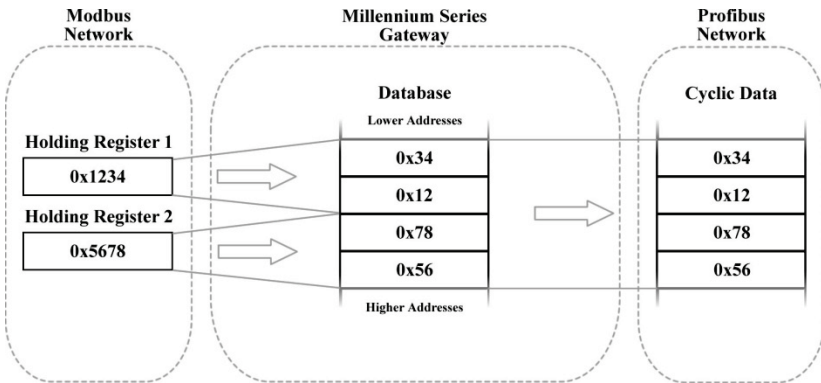 Modbus
Network
Millennium Series
Gateway
Profibus
Network
Database
Cyclic Data
Lower Addresses
Holding Register 1
0x1234
Holding Register 2
0x5678
0x34
0x12
0x78
0x56
Higher Addresses
0x34
0x12
0x78
0x56